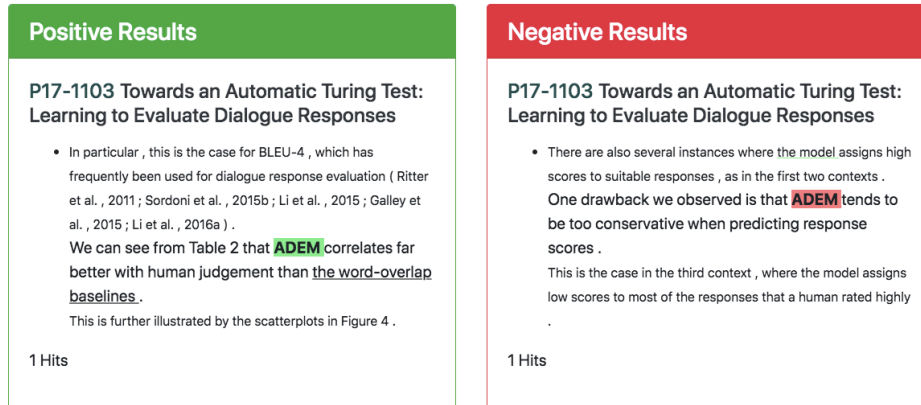 Positive Results
P17-1103 Towards an Automatic Turing Test:
Learning to Evaluate Dialogue Responses
• In particular , this is the case for BLEU-4 , which has
frequently been used for dialogue response evaluation ( Ritter
et al. , 2011 ; Sordoni et al. , 2015b ; Li et al. , 2015 ; Galley et
al. , 2015 ; Li et al. , 2016a ) .
We can see from Table 2 that ADEM correlates far
better with human judgement than the word-overlap
baselines .
This is further illustrated by the scatterplots in Figure 4 .
1 Hits
Negative Results
P17-1103 Towards an Automatic Turing Test:
Learning to Evaluate Dialogue Responses
• There are also several instances where the model assigns high
scores to suitable responses , as in the first two contexts .
One drawback we observed is that ADEM tends to
be too conservative when predicting response
scores .
This is the case in the third context , where the model assigns
low scores to most of the responses that a human rated highly
.
1 Hits